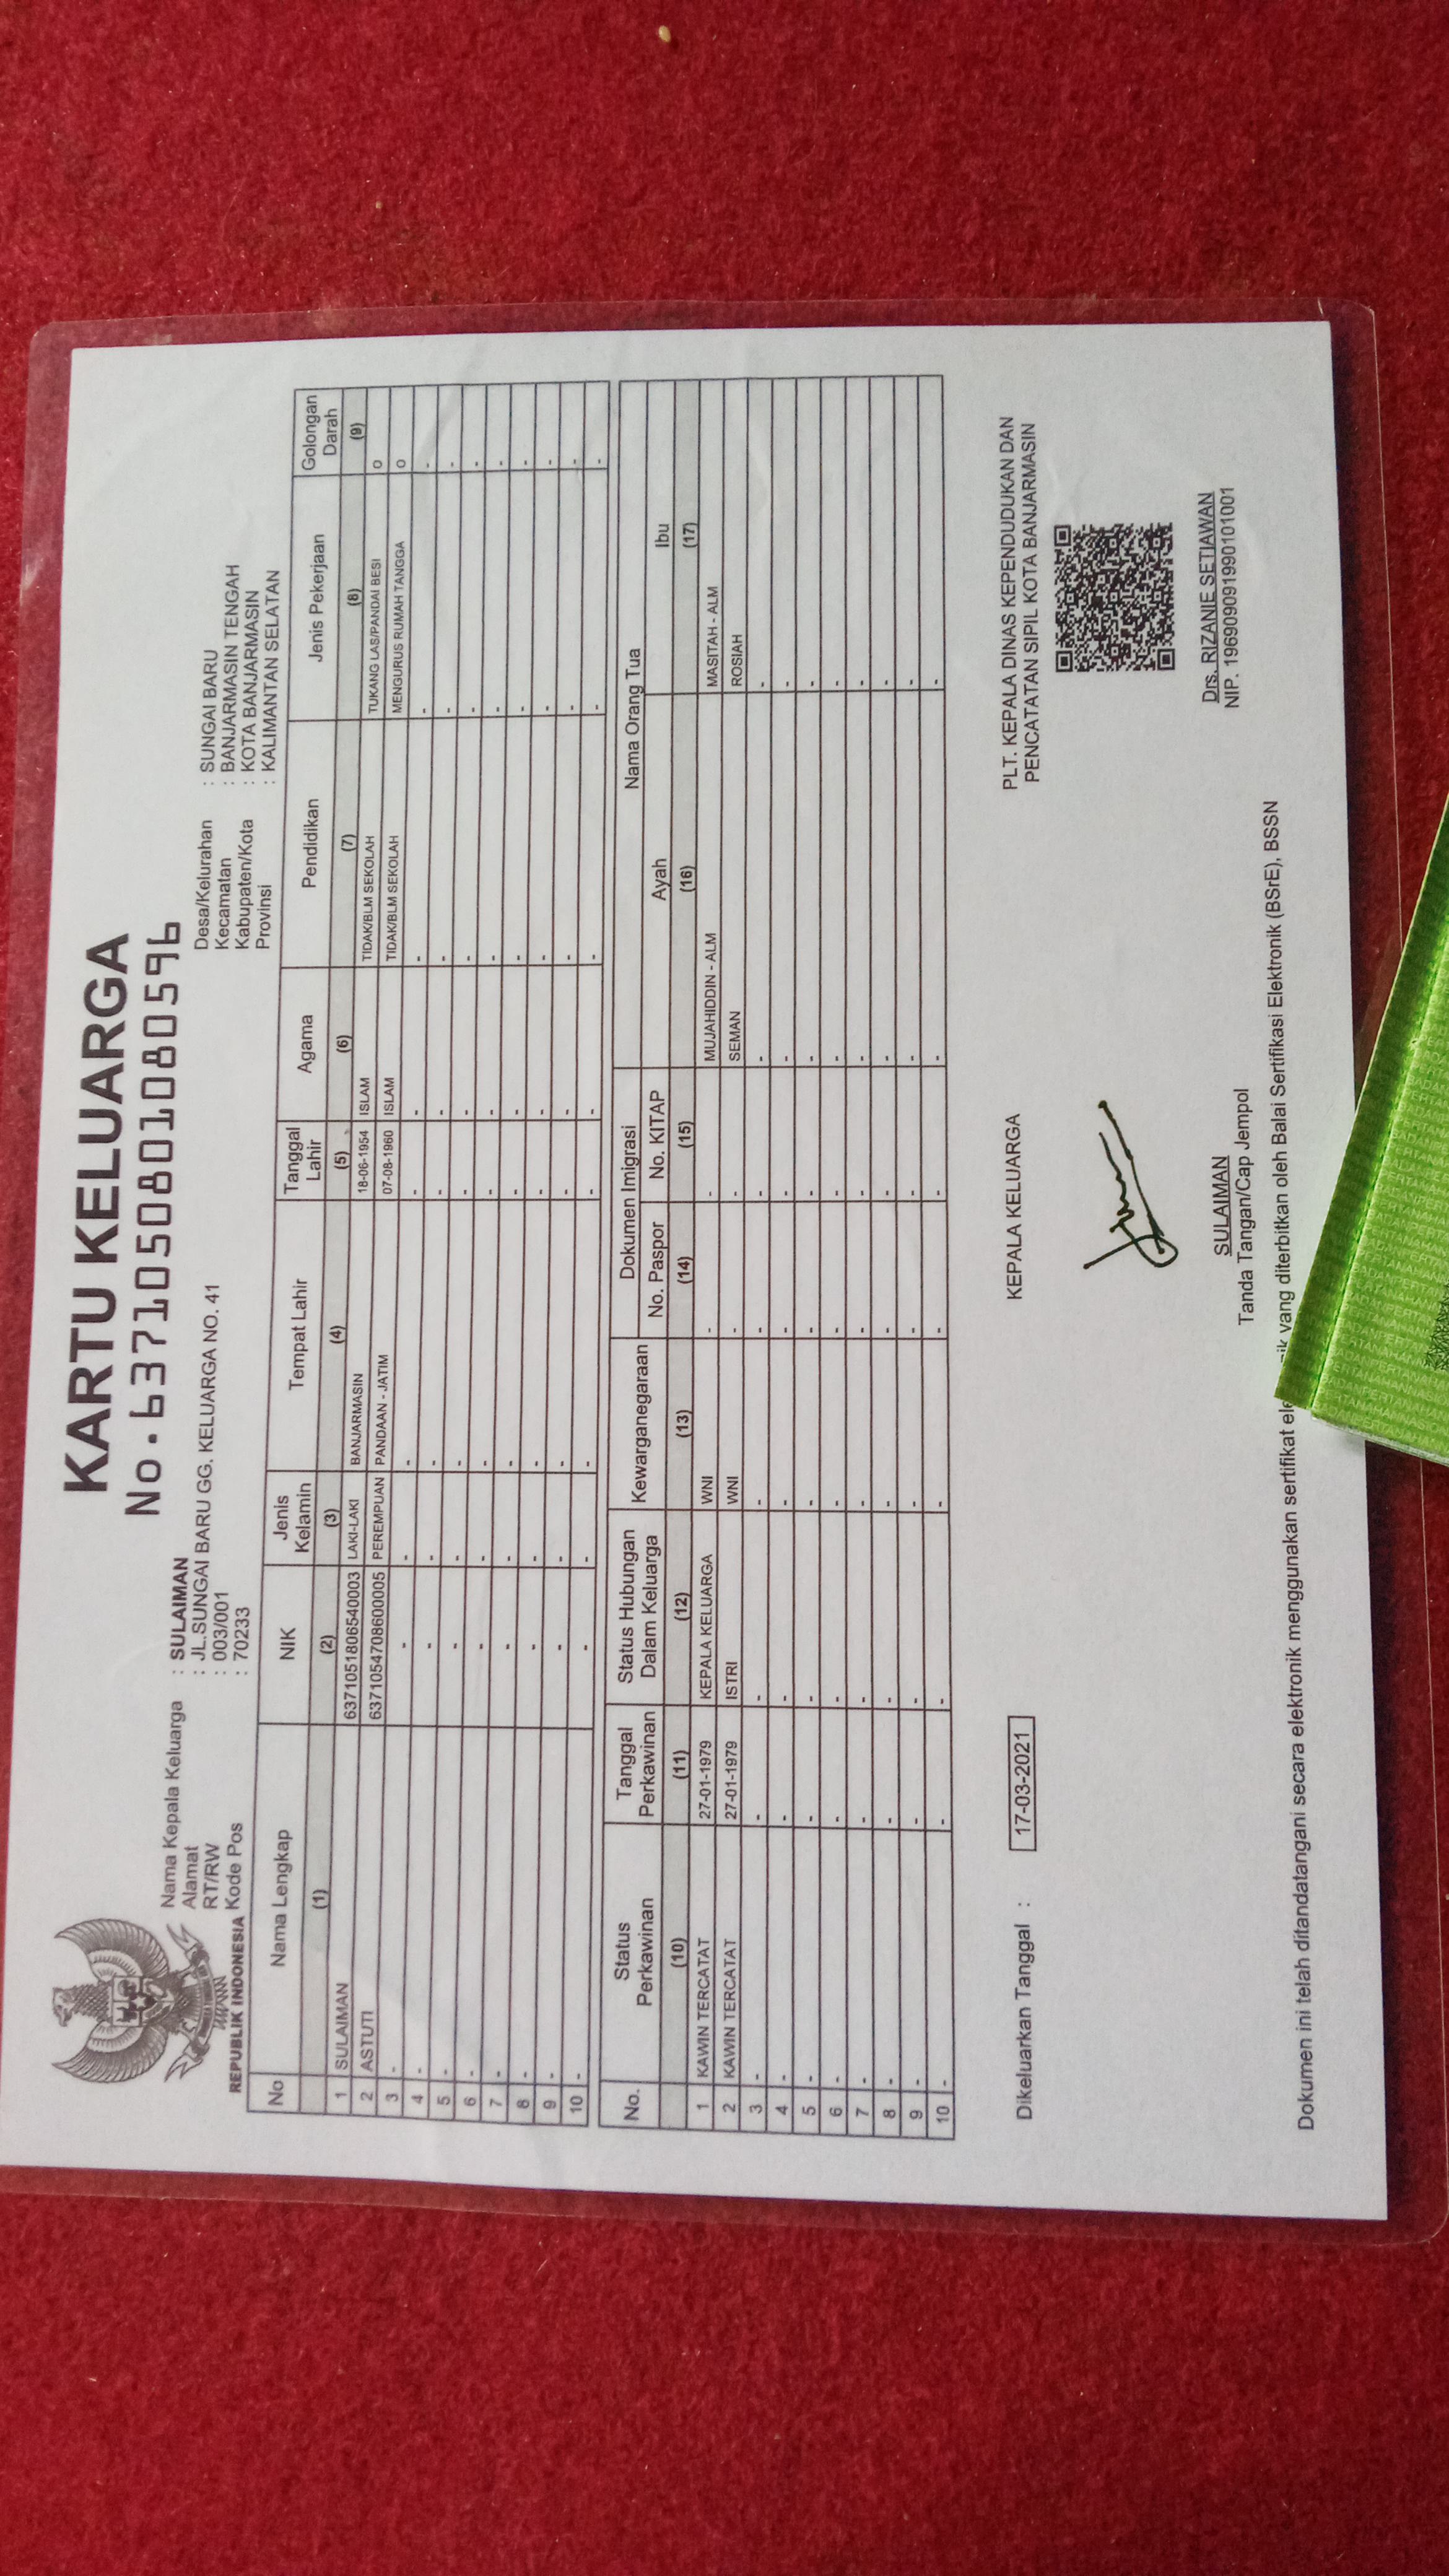 KARTU KELUARGA
No. 6371050801080596
REPUBLIK INDONESIA
Nama Kepala Keluarga : SULAIMAN
Alamat : JL.SUNGAI BARU GG. KELUARGA NO. 41
RT/RW : 003/001
Kode Pos : 70233
Desa/Kelurahan : SUNGAI BARU
Kecamatan : BANJARMASIN TENGAH
Kabupaten/Kota : KOTA BANJARMASIN
Provinsi : KALIMANTAN SELATAN
No Nama Lengkap NIK Jenis Kelamin Tempat Lahir Tanggal Lahir Agama Pendidikan Jenis Pekerjaan Golongan Darah
(1) (2) (3) (4) (5) (6) (7) (8) (9)
1 SULAIMAN 6371051806540003 LAKI-LAKI BANJARMASIN 18-06-1954 ISLAM TIDAK/BLM SEKOLAH TUKANG LAS/PANDAI BESI O
2 ASTUTI 6371054708600005 PEREMPUAN PANDAAN - JATIM 07-08-1960 ISLAM TIDAK/BLM SEKOLAH MENGURUS RUMAH TANGGA O
3 - - - - - - - - -
4 - - - - - - - - -
5 - - - - - - - - -
6 - - - - - - - - -
7 - - - - - - - - -
8 - - - - - - - - -
9 - - - - - - - - -
10 - - - - - - - - -
No. Status Perkawinan Tanggal Perkawinan Status Hubungan Dalam Keluarga Kewarganegaraan Dokumen Imigrasi Nama Orang Tua
No. Paspor No. KITAP Ayah Ibu
(10) (11) (12) (13) (14) (15) (16) (17)
1 KAWIN TERCATAT 27-01-1979 KEPALA KELUARGA WNI - - MUJAHIDDIN - ALM MASITAH - ALM
2 KAWIN TERCATAT 27-01-1979 ISTRI WNI - - SEMAN ROSIAH
3 - - - - - - - -
4 - - - - - - - -
5 - - - - - - - -
6 - - - - - - - -
7 - - - - - - - -
8 - - - - - - - -
9 - - - - - - - -
10 - - - - - - - -
Dikeluarkan Tanggal : 17-03-2021
KEPALA KELUARGA
SULAIMAN
Tanda Tangan/Cap Jempol
PLT. KEPALA DINAS KEPENDUDUKAN DAN
PENCATATAN SIPIL KOTA BANJARMASIN
Drs. RIZANIE SETIAWAN
NIP. 196909091990101001
Dokumen ini telah ditandatangani secara elektronik menggunakan sertifikat yang diterbitkan oleh Balai Sertifikasi Elektronik (BSrE), BSSN